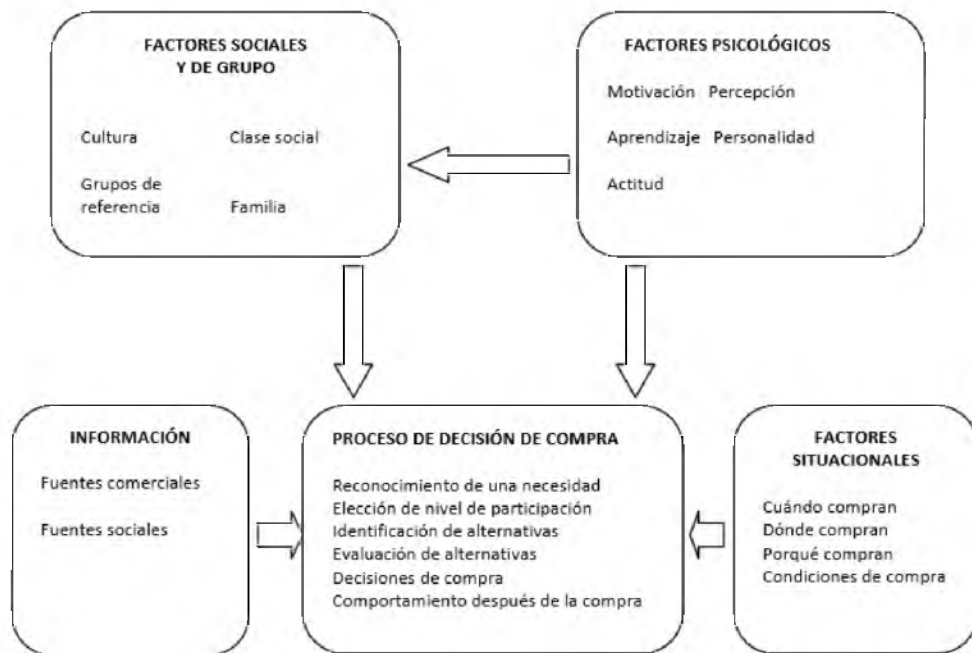 FACTORES SOCIALES
Y DE GRUPO
Cultura Clase social
Grupos de
referencia Familia
FACTORES PSICOLÓGICOS
Motivación Percepción
Aprendizaje Personalidad
Actitud
INFORMACIÓN
Fuentes comerciales
Fuentes sociales
PROCESO DE DECISIÓN DE COMPRA
Reconocimiento de una necesidad
Elección de nivel de participación
Identificación de alternativas
Evaluación de alternativas
Decisiones de compra
Comportamiento después de la compra
FACTORES
SITUACIONALES
Cuándo compran
Dónde compran
Porqué compran
Condiciones de compra